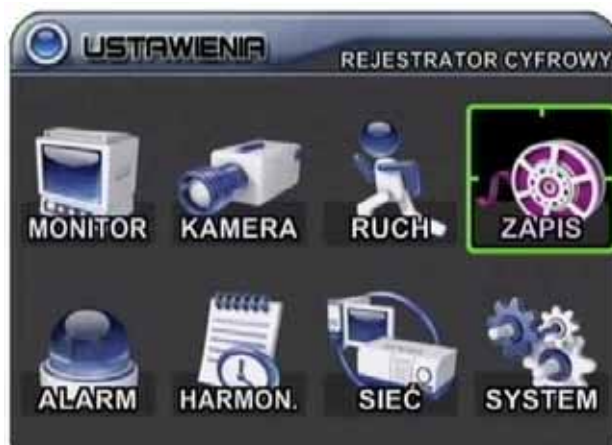 USTAWIENIA
REJESTRATOR CYFROWY
MONITOR KAMERA RUCH ZAPIS
ALARM HARMON. SIEĆ SYSTEM